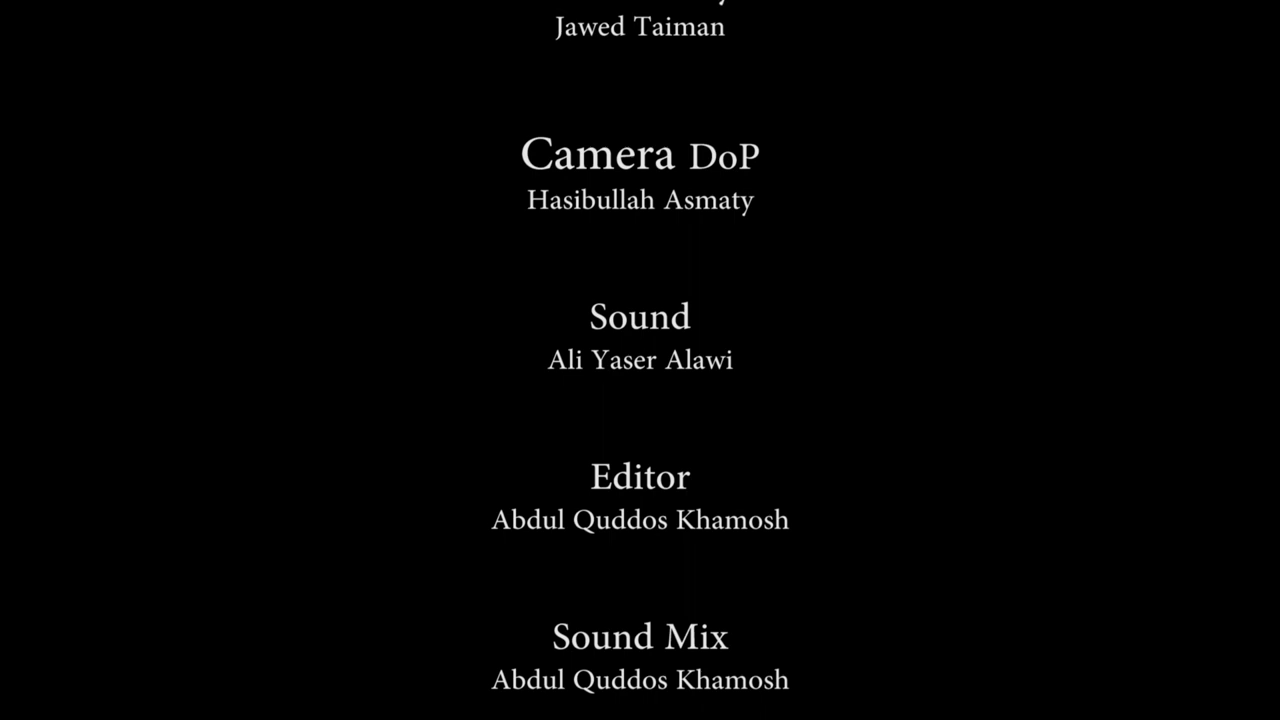 Jawed Taiman
Camera DoP
Hasibullah Asmaty
Sound
Ali Yaser Alawi
Editor
Abdul Quddos Khamosh
Sound Mix
Abdul Quddos Khamosh